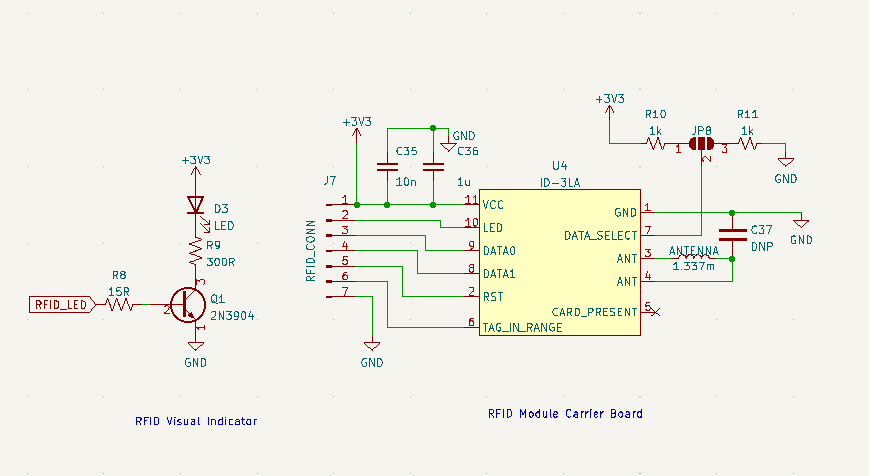 +3V3
D3
LED
R9
300R
R8
15R
RFID_LED
3
2
1
Q1
2N3904
GND
RFID Visual Indicator
+3V3
GND
C35
C36
10n
1u
J7
RFID_CONN
1
2
3
4
5
6
7
GND
U4
ID-3LA
11 VCC
10 LED
9 DATA0
8 DATA1
2 RST
6 TAG_IN_RANGE
GND 1
DATA_SELECT 7
ANT 3
ANT 4
CARD_PRESENT 5
+3V3
R10
1k
JP8
1
2
3
R11
1k
GND
ANTENNA
1.337m
C37
DNP
GND
RFID Module Carrier Board